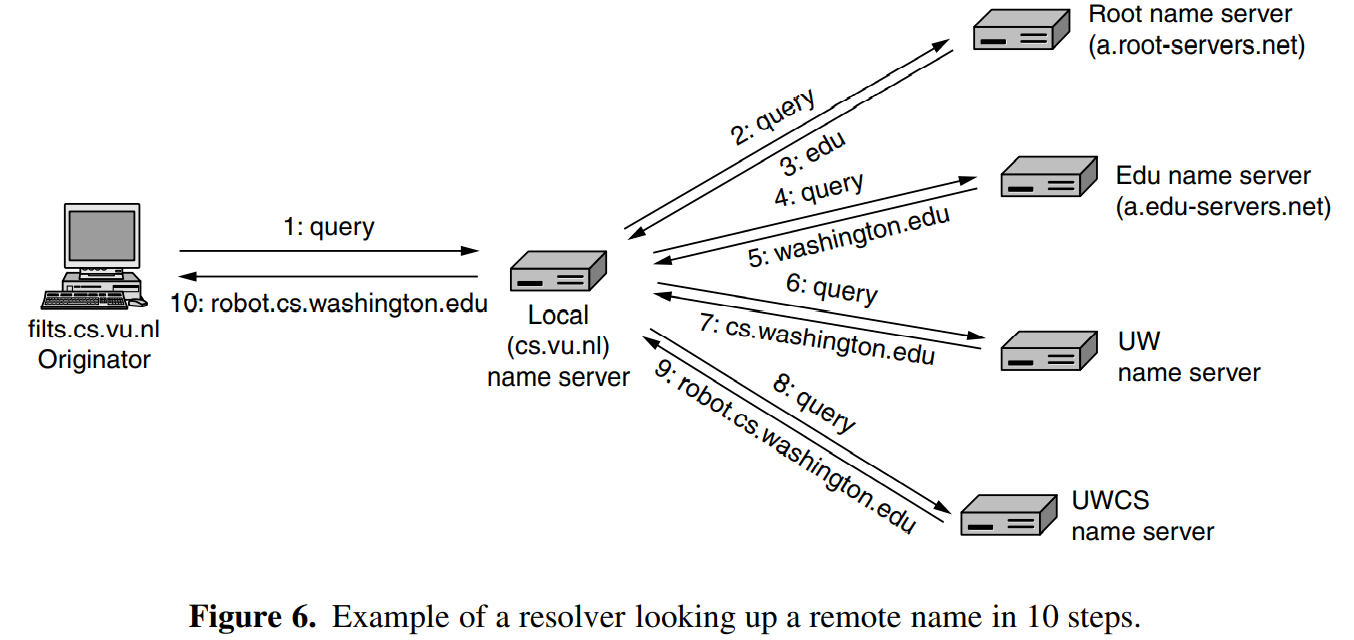 Root name server
(a.root-servers.net)
2: query
3: edu
4: query
Edu name server
(a.edu-servers.net)
5: washington.edu
1: query
10: robot.cs.washington.edu
filts.cs.vu.nl
Originator
Local
(cs.vu.nl)
name server
6: query
7: cs.washington.edu
UW
name server
8: query
9: robot.cs.washington.edu
UWCS
name server
Figure 6. Example of a resolver looking up a remote name in 10 steps.